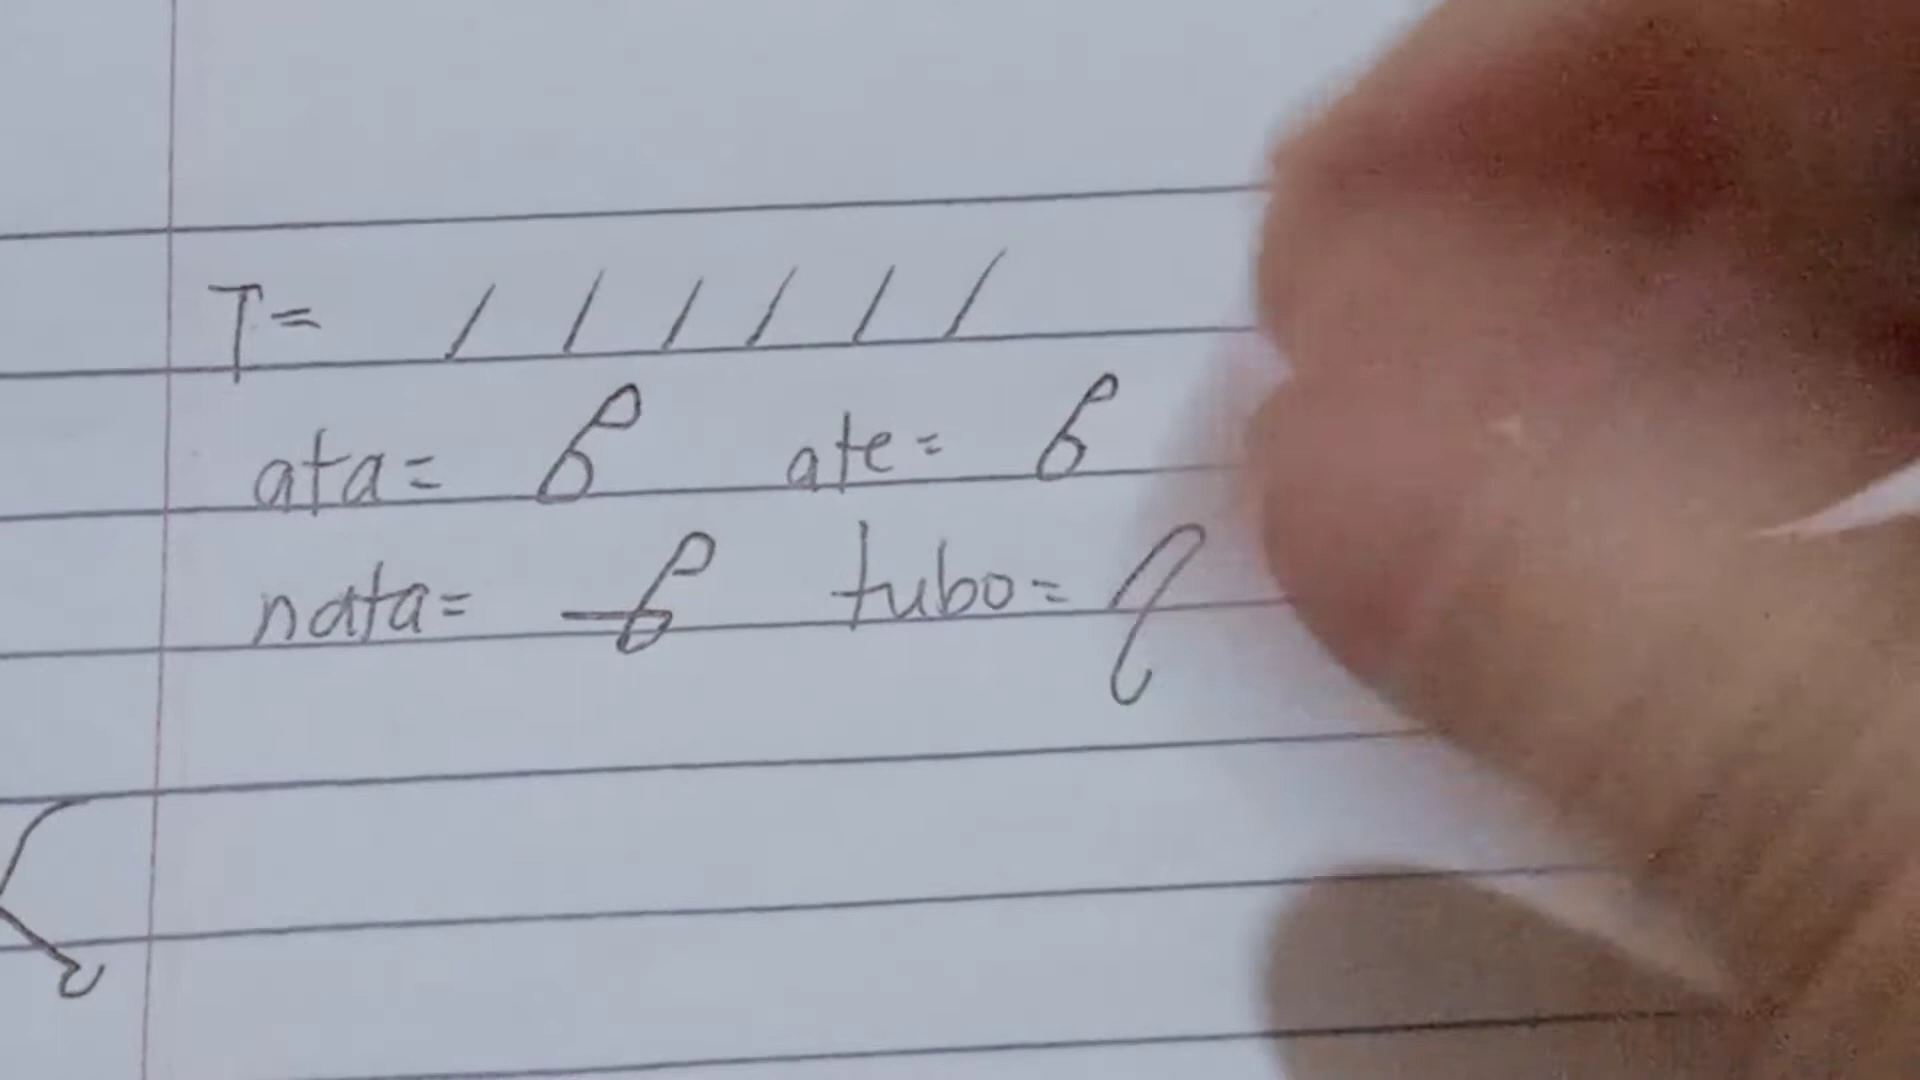 T= / / / / / /
ata= ate=
nata= tubo=